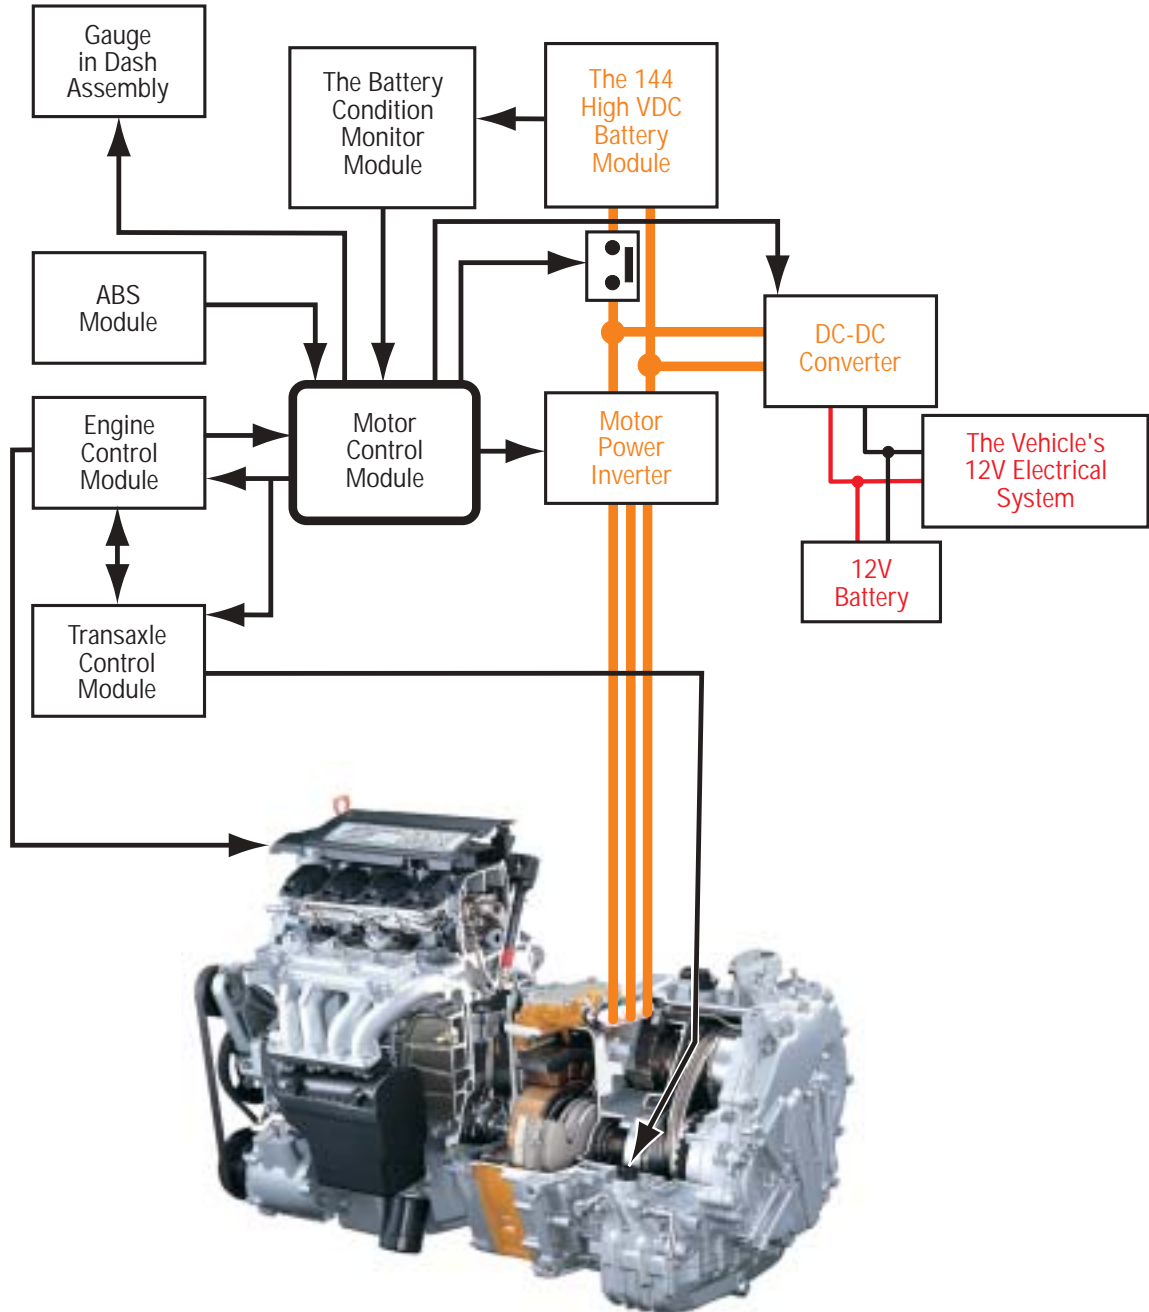 Gauge
in Dash
Assembly
The Battery
Condition
Monitor
Module
The 144
High VDC
Battery
Module
ABS
Module
DC-DC
Converter
Engine
Control
Module
Motor
Control
Module
Motor
Power
Inverter
The Vehicle's
12V Electrical
System
12V
Battery
Transaxle
Control
Module